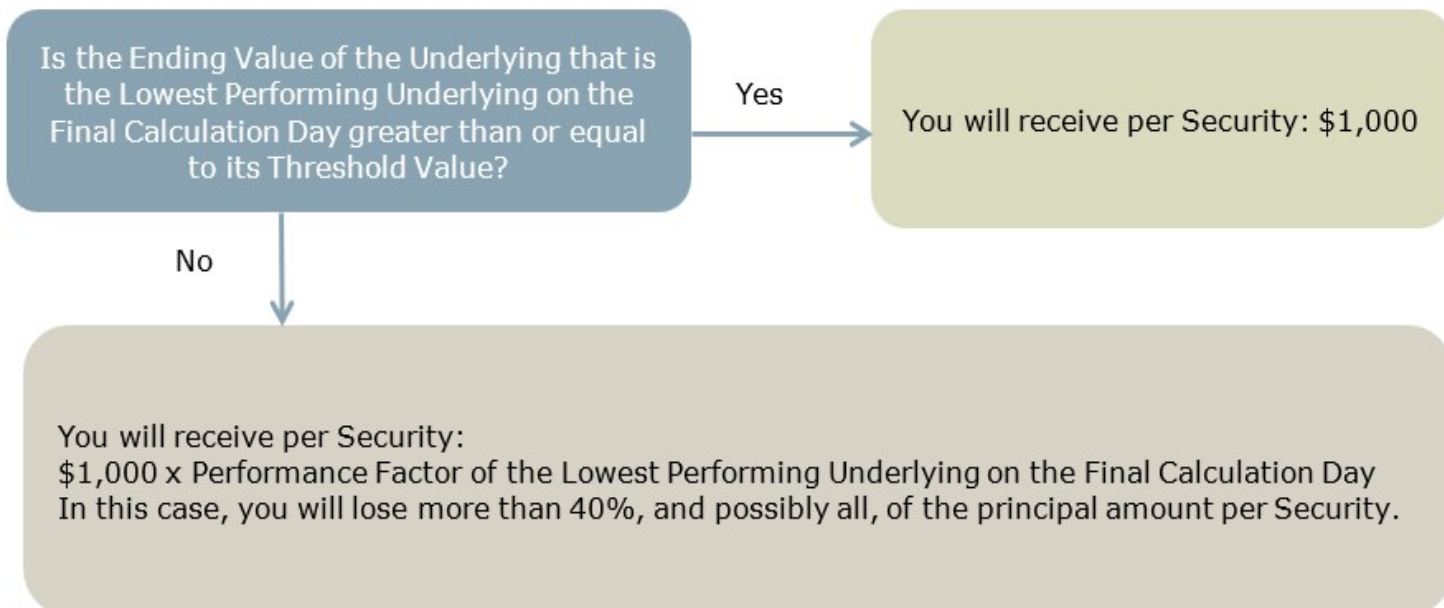 Is the Ending Value of the Underlying that is
the Lowest Performing Underlying on the
Final Calculation Day greater than or equal
to its Threshold Value?
Yes
You will receive per Security: $1,000
No
You will receive per Security:
$1,000 x Performance Factor of the Lowest Performing Underlying on the Final Calculation Day
In this case, you will lose more than 40%, and possibly all, of the principal amount per Security.